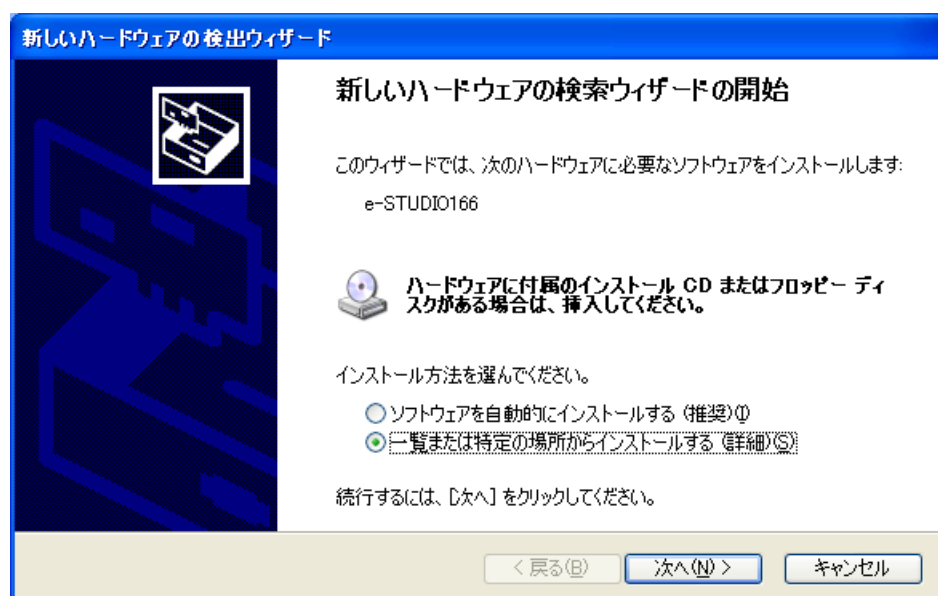 新しいハードウェアの検出ウィザード
新しいハードウェアの検索ウィザードの開始
このウィザードでは、次のハードウェアに必要なソフトウェアをインストールします:
e-STUDIO166
ハードウェアに付属のインストール CD またはフロッピー ディ
スクがある場合は、挿入してください。
インストール方法を選んでください。
ソフトウェアを自動的にインストールする (推奨)(I)
一覧または特定の場所からインストールする (詳細)(S)
続行するには、[次へ] をクリックしてください。
< 戻る(B) 次へ(N) > キャンセル